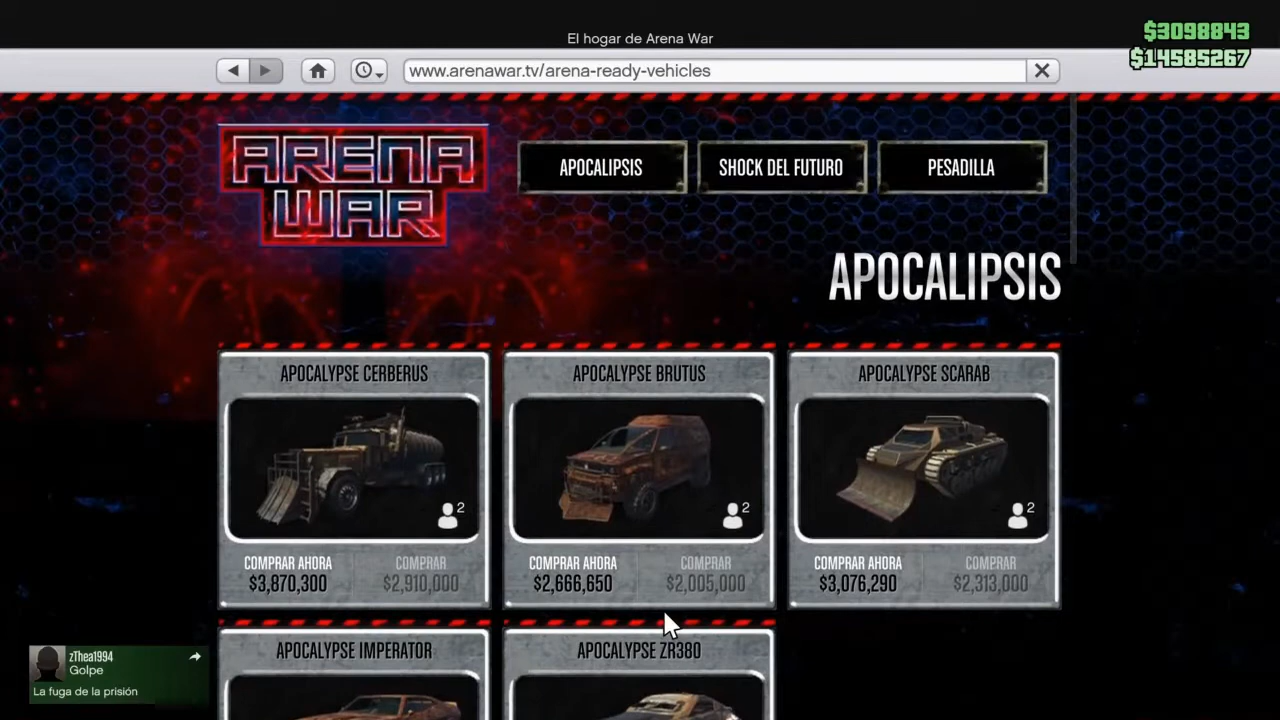 El hogar de Arena War
$3098843
$14585267
www.arenawar.tv/arena-ready-vehicles
ARENA
WAR
APOCALIPSIS
SHOCK DEL FUTURO
PESADILLA
APOCALIPSIS
APOCALYPSE CERBERUS
2
COMPRAR AHORA
$3,870,300
COMPRAR
$2,910,000
APOCALYPSE BRUTUS
2
COMPRAR AHORA
$2,666,650
COMPRAR
$2,005,000
APOCALYPSE SCARAB
2
COMPRAR AHORA
$3,076,290
COMPRAR
$2,313,000
APOCALYPSE IMPERATOR
APOCALYPSE ZR380
zThea1994
Golpe
La fuga de la prisión